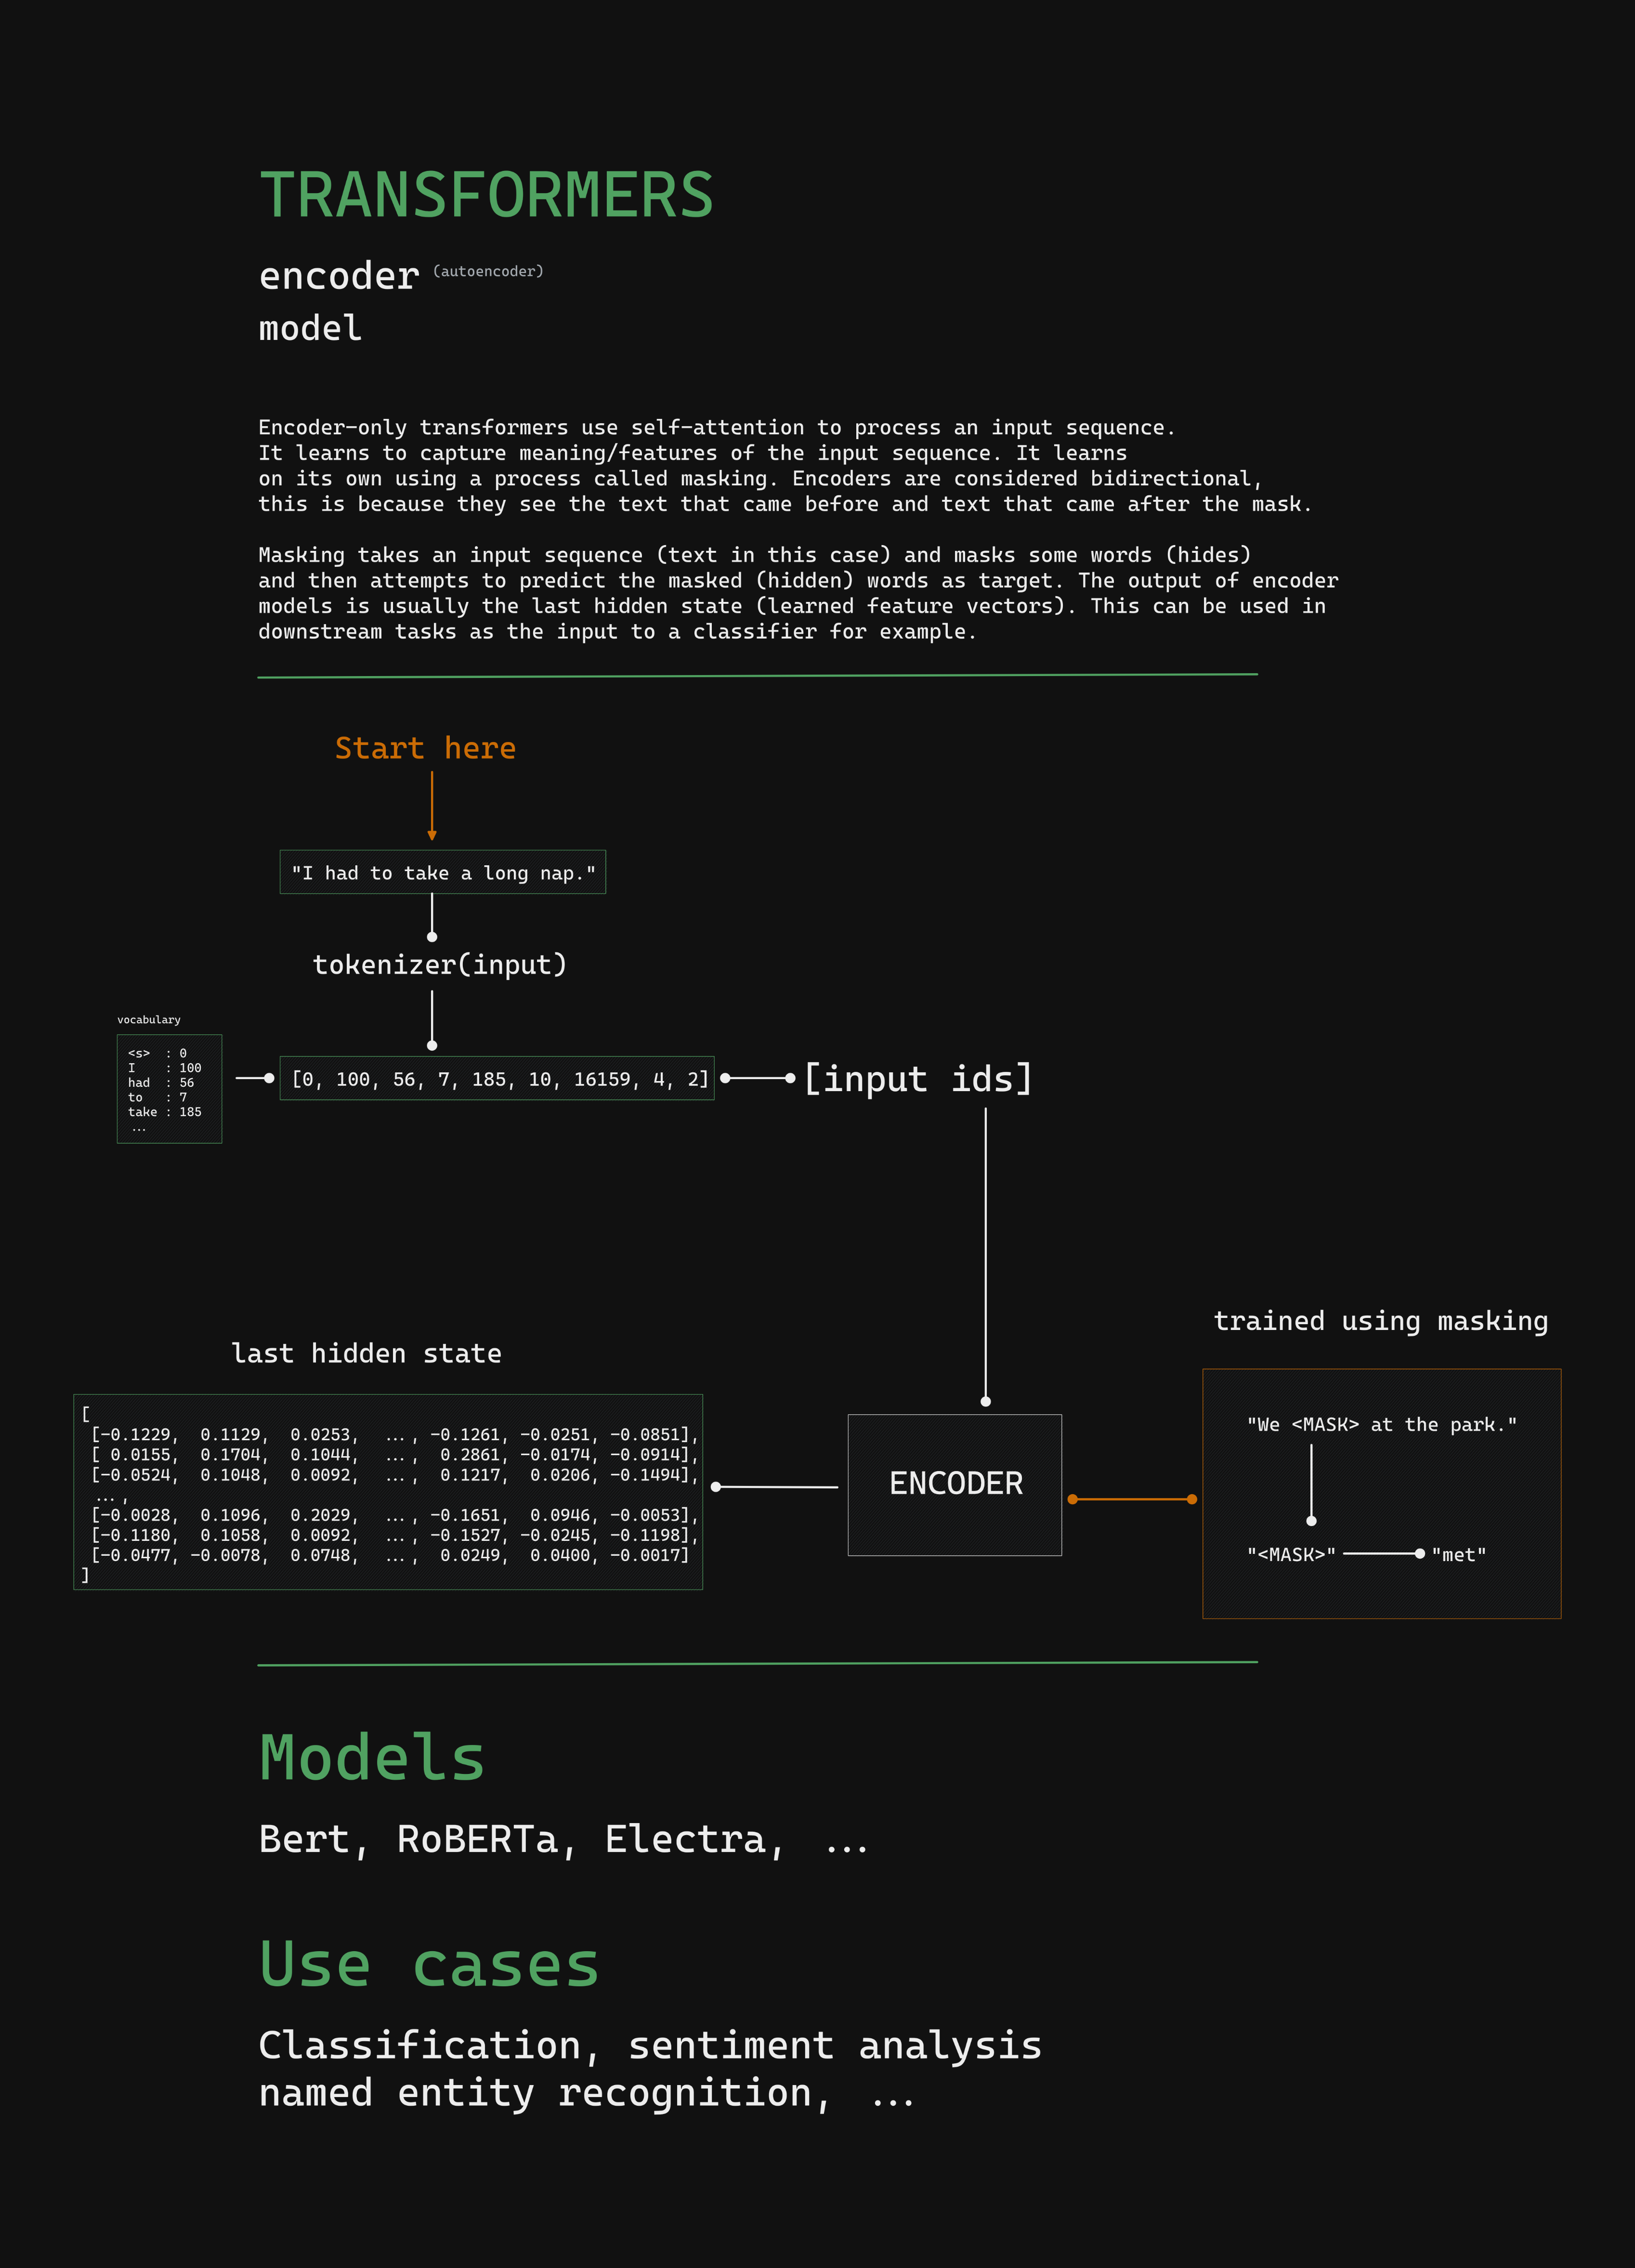 TRANSFORMERS
encoder (autoencoder)
model
Encoder-only transformers use self-attention to process an input sequence.
It learns to capture meaning/features of the input sequence. It learns
on its own using a process called masking. Encoders are considered bidirectional,
this is because they see the text that came before and text that came after the mask.
Masking takes an input sequence (text in this case) and masks some words (hides)
and then attempts to predict the masked (hidden) words as target. The output of encoder
models is usually the last hidden state (learned feature vectors). This can be used in
downstream tasks as the input to a classifier for example.
Start here
"I had to take a long nap."
tokenizer(input)
vocabulary
<s> : 0
I : 100
had : 56
to : 7
take : 185
...
[0, 100, 56, 7, 185, 10, 16159, 4, 2]
[input ids]
last hidden state
[
[-0.1229, 0.1129, 0.0253, ..., -0.1261, -0.0251, -0.0851],
[ 0.0155, 0.1704, 0.1044, ..., 0.2861, -0.0174, -0.0914],
[-0.0524, 0.1048, 0.0092, ..., 0.1217, 0.0206, -0.1494],
...,
[-0.0028, 0.1096, 0.2029, ..., -0.1651, 0.0946, -0.0053],
[-0.1180, 0.1058, 0.0092, ..., -0.1527, -0.0245, -0.1198],
[-0.0477, -0.0078, 0.0748, ..., 0.0249, 0.0400, -0.0017]
]
ENCODER
trained using masking
"We <MASK> at the park."
"<MASK>" "met"
Models
Bert, RoBERTa, Electra, ...
Use cases
Classification, sentiment analysis
named entity recognition, ...